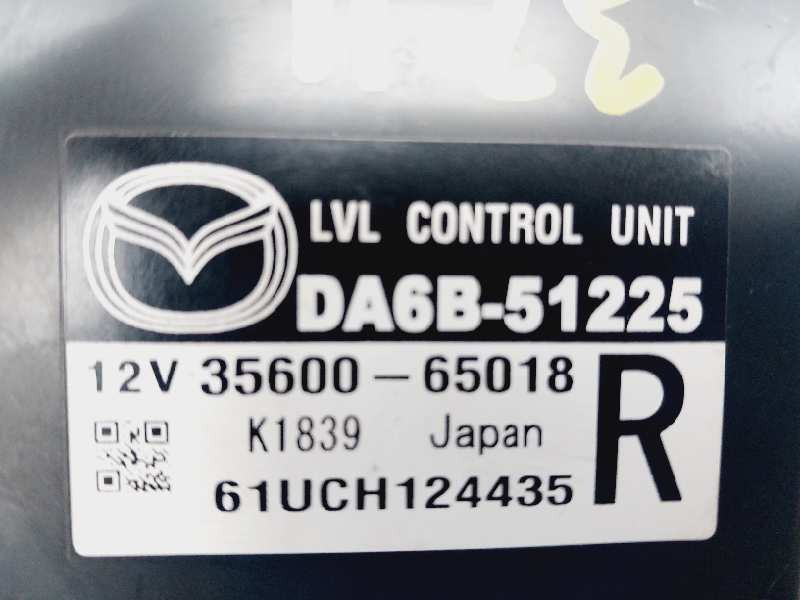 LVL CONTROL UNIT
DA6B-51225
12V 35600-65018 R
K1839 Japan
61UCH124435